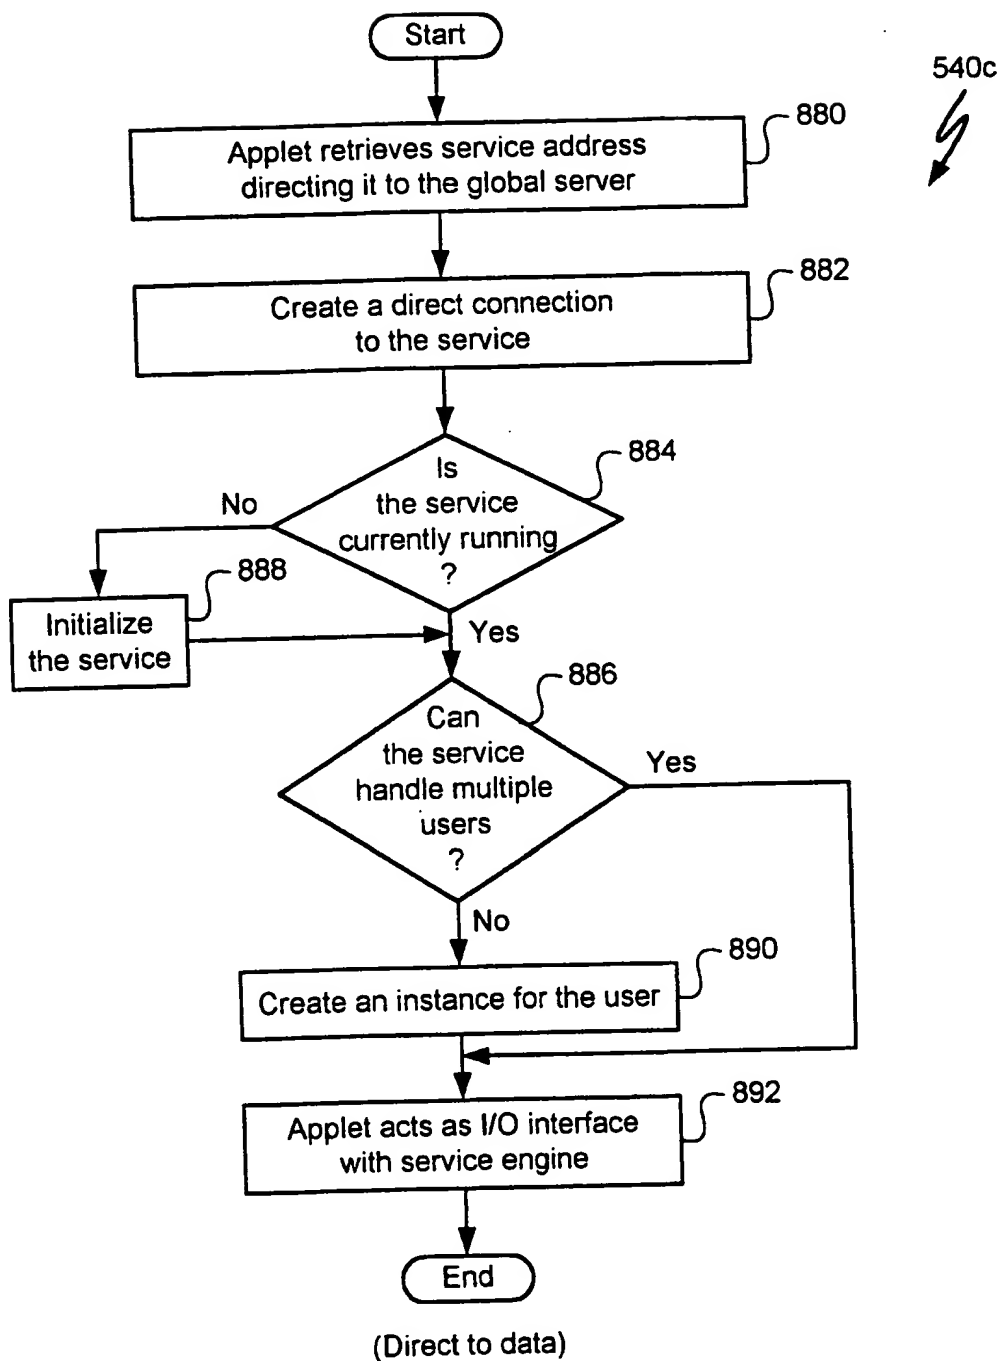 Start
540c
880
Applet retrieves service address
directing it to the global server
882
Create a direct connection
to the service
884
Is
the service
currently running
?
No
888
Initialize
the service
Yes
886
Can
the service
handle multiple
users
?
Yes
No
890
Create an instance for the user
892
Applet acts as I/O interface
with service engine
End
(Direct to data)